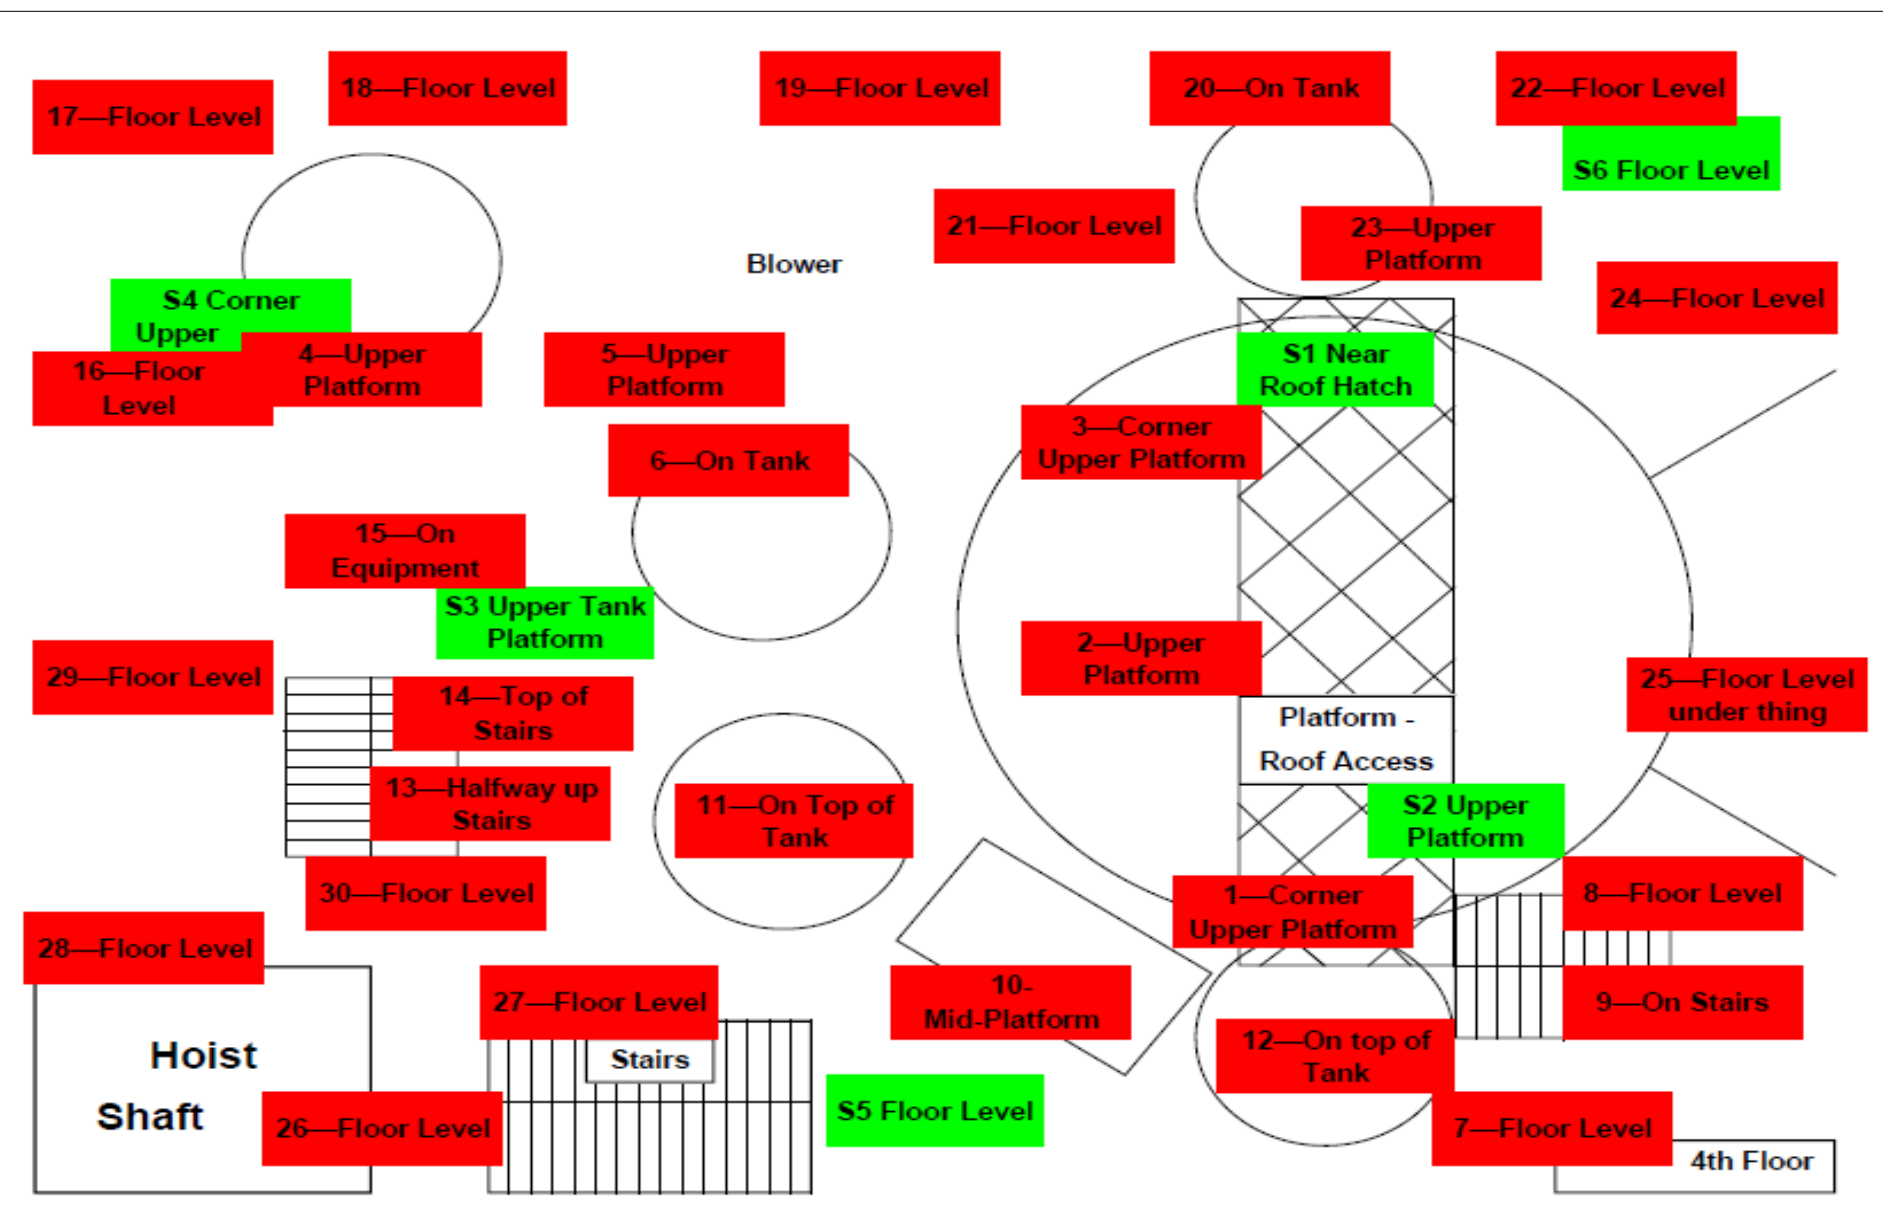 17—Floor Level
18—Floor Level
19—Floor Level
20—On Tank
22—Floor Level
S6 Floor Level
21—Floor Level
23—Upper
Platform
Blower
24—Floor Level
S4 Corner
Upper
16—Floor
Level
4—Upper
Platform
5—Upper
Platform
S1 Near
Roof Hatch
3—Corner
Upper Platform
6—On Tank
15—On
Equipment
S3 Upper Tank
Platform
2—Upper
Platform
29—Floor Level
14—Top of
Stairs
25—Floor Level
under thing
Platform -
Roof Access
13—Halfway up
Stairs
11—On Top of
Tank
S2 Upper
Platform
30—Floor Level
1—Corner
Upper Platform
8—Floor Level
28—Floor Level
27—Floor Level
10-
Mid-Platform
9—On Stairs
Hoist
Shaft
Stairs
12—On top of
Tank
26—Floor Level
S5 Floor Level
7—Floor Level
4th Floor